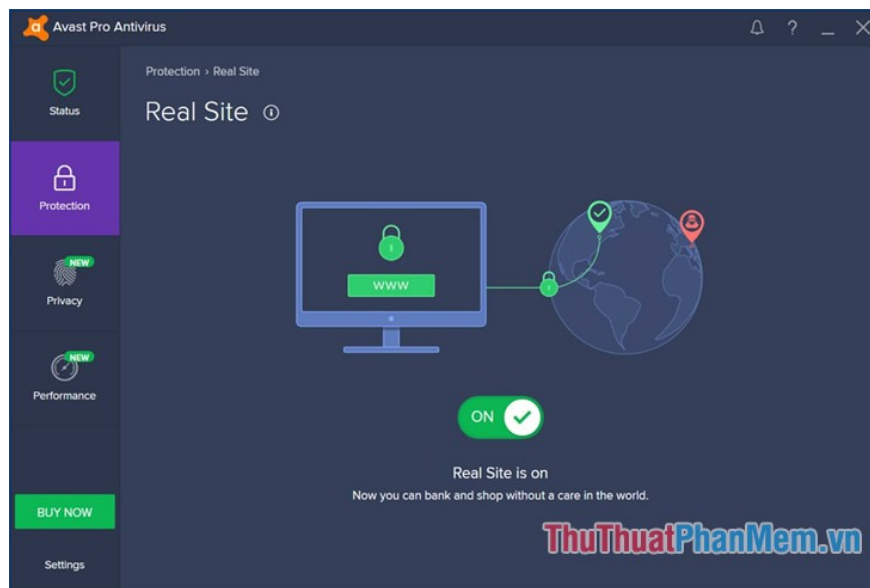 Avast Pro Antivirus
?
Status
Protection
NEW
Privacy
NEW
Performance
BUY NOW
Settings
Protection › Real Site
Real Site
WWW
ON
Real Site is on
Now you can bank and shop without a care in the world.
ThuThuatPhanMem.vn